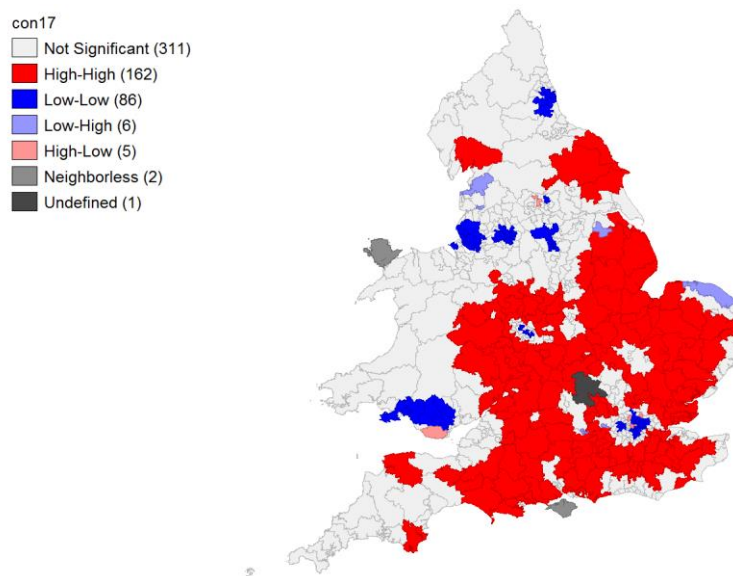 con17
Not Significant (311)
High-High (162)
Low-Low (86)
Low-High (6)
High-Low (5)
Neighborless (2)
Undefined (1)